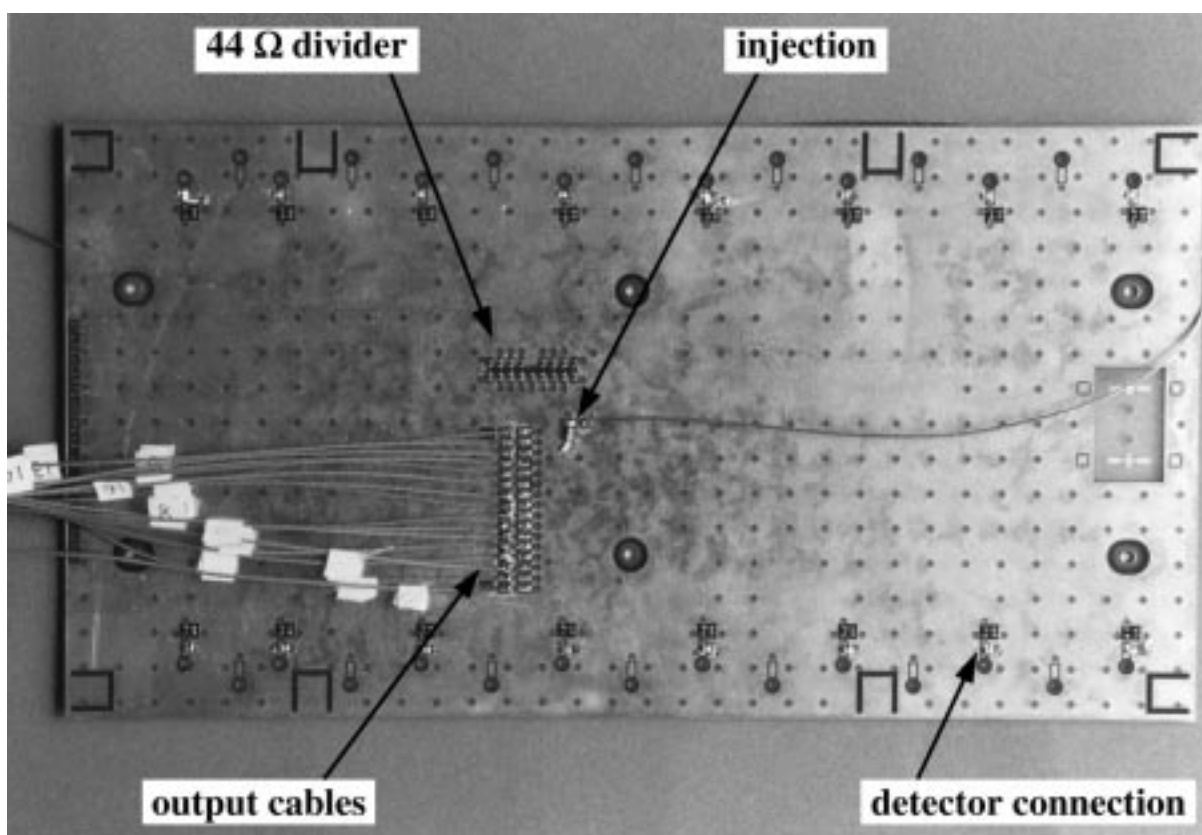 44 Ω divider
injection
output cables
detector connection